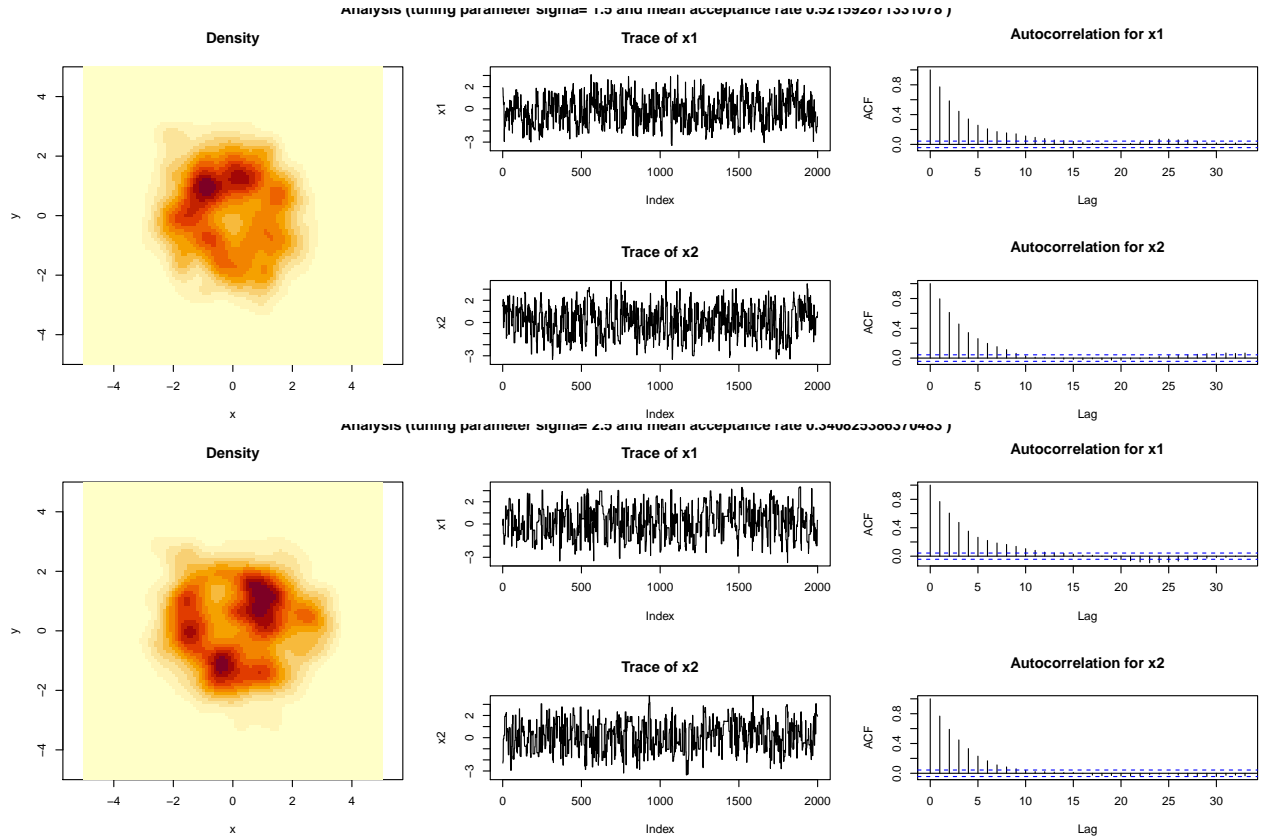 Analysis (tuning parameter sigma= 1.5 and mean acceptance rate 0.521592871331078 )
Density
4
2
0
−2
−4
y
−4 −2 0 2 4
x
Trace of x1
2
0
−3
x1
0 500 1000 1500 2000
Index
Autocorrelation for x1
0.8
0.4
0.0
ACF
0 5 10 15 20 25 30
Lag
Trace of x2
2
0
−3
x2
0 500 1000 1500 2000
Index
Autocorrelation for x2
0.8
0.4
0.0
ACF
0 5 10 15 20 25 30
Lag
Analysis (tuning parameter sigma= 2.5 and mean acceptance rate 0.340825386370483 )
Density
4
2
0
−2
−4
y
−4 −2 0 2 4
x
Trace of x1
2
0
−3
x1
0 500 1000 1500 2000
Index
Autocorrelation for x1
0.8
0.4
0.0
ACF
0 5 10 15 20 25 30
Lag
Trace of x2
2
0
−3
x2
0 500 1000 1500 2000
Index
Autocorrelation for x2
0.8
0.4
0.0
ACF
0 5 10 15 20 25 30
Lag